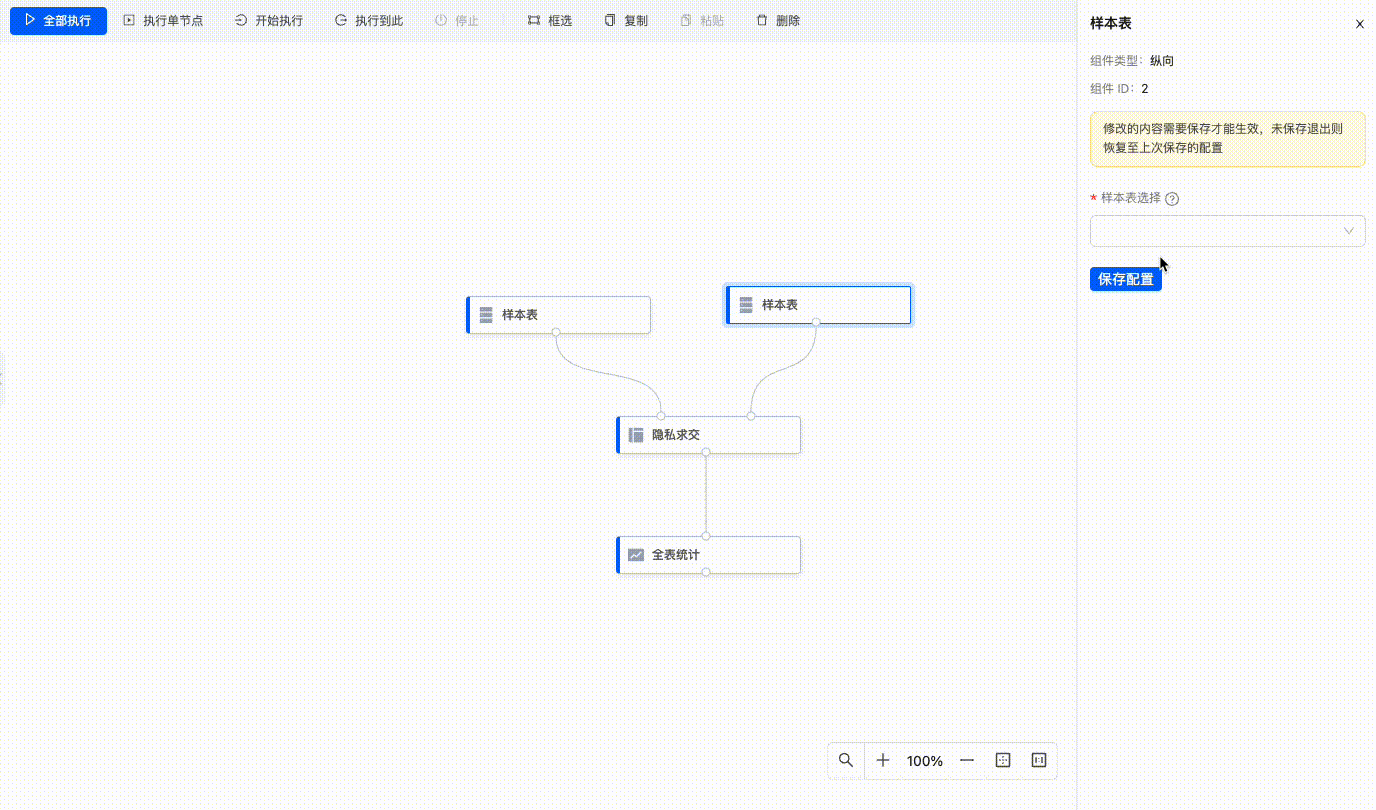 全部执行 执行单节点 开始执行 执行到此 停止 框选 复制 粘贴 删除
样本表
组件类型： 纵向
组件 ID： 2
修改的内容需要保存才能生效，未保存退出则
恢复至上次保存的配置
* 样本表选择
保存配置
样本表
样本表
隐私求交
全表统计
100%